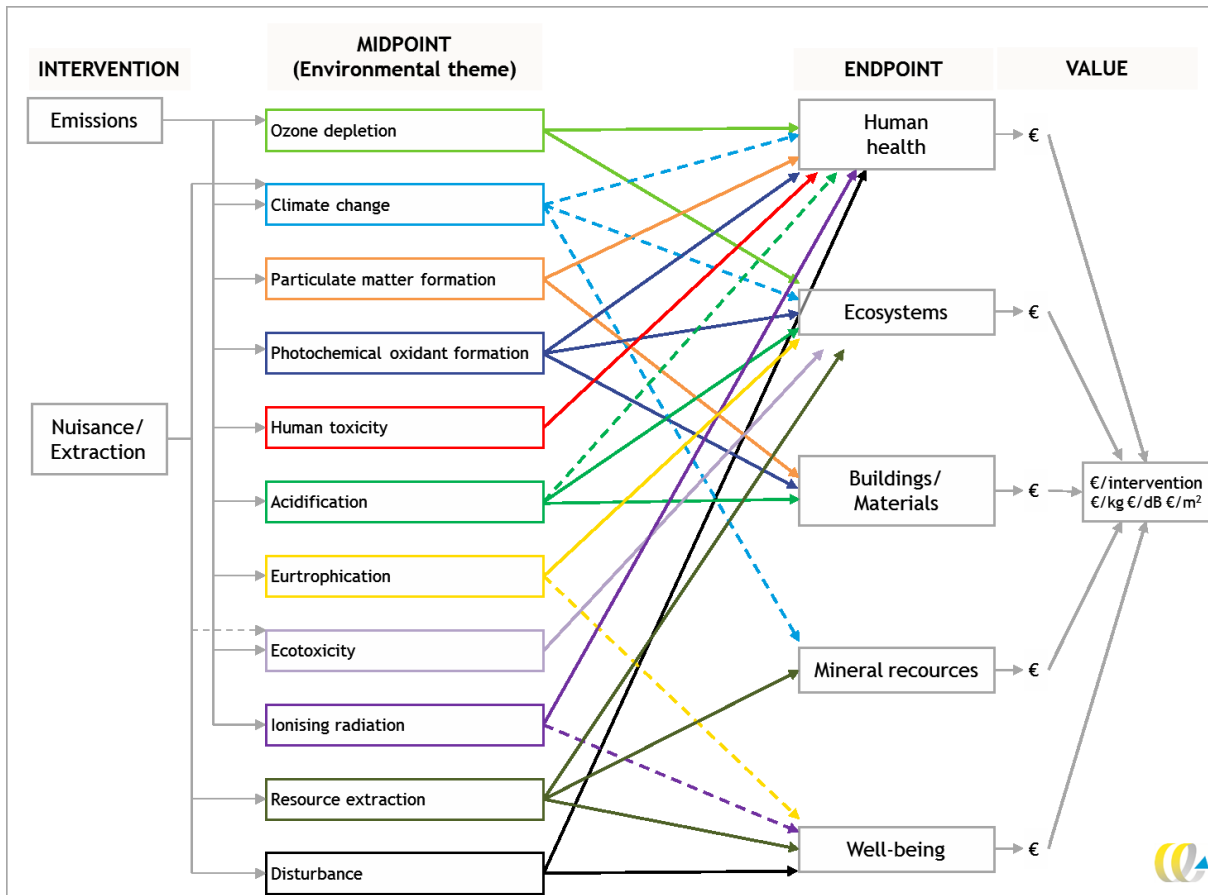 INTERVENTION
MIDPOINT
(Environmental theme)
ENDPOINT
VALUE
Emissions
Nuisance/
Extraction
Ozone depletion
Climate change
Particulate matter formation
Photochemical oxidant formation
Human toxicity
Acidification
Eurtrophication
Ecotoxicity
Ionising radiation
Resource extraction
Disturbance
Human
health
Ecosystems
Buildings/
Materials
Mineral recources
Well-being
€
€
€
€
€
€/intervention
€/kg €/dB €/m²